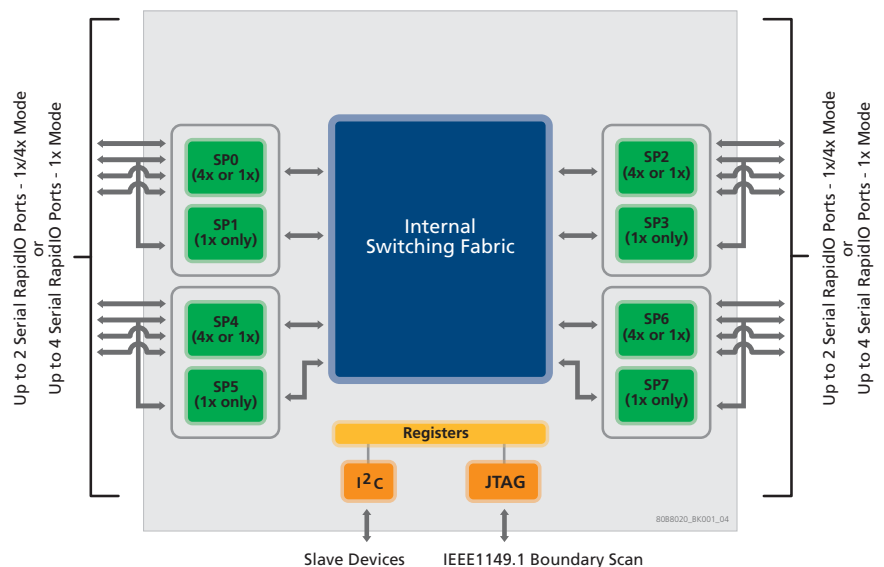 Up to 2 Serial RapidIO Ports - 1x/4x Mode
or
Up to 4 Serial RapidIO Ports - 1x Mode
SP0
(4x or 1x)
SP1
(1x only)
SP4
(4x or 1x)
SP5
(1x only)
Internal
Switching Fabric
SP2
(4x or 1x)
SP3
(1x only)
SP6
(4x or 1x)
SP7
(1x only)
Up to 2 Serial RapidIO Ports - 1x/4x Mode
or
Up to 4 Serial RapidIO Ports - 1x Mode
Registers
I²C
JTAG
80B8020_BK001_04
Slave Devices
IEEE1149.1 Boundary Scan